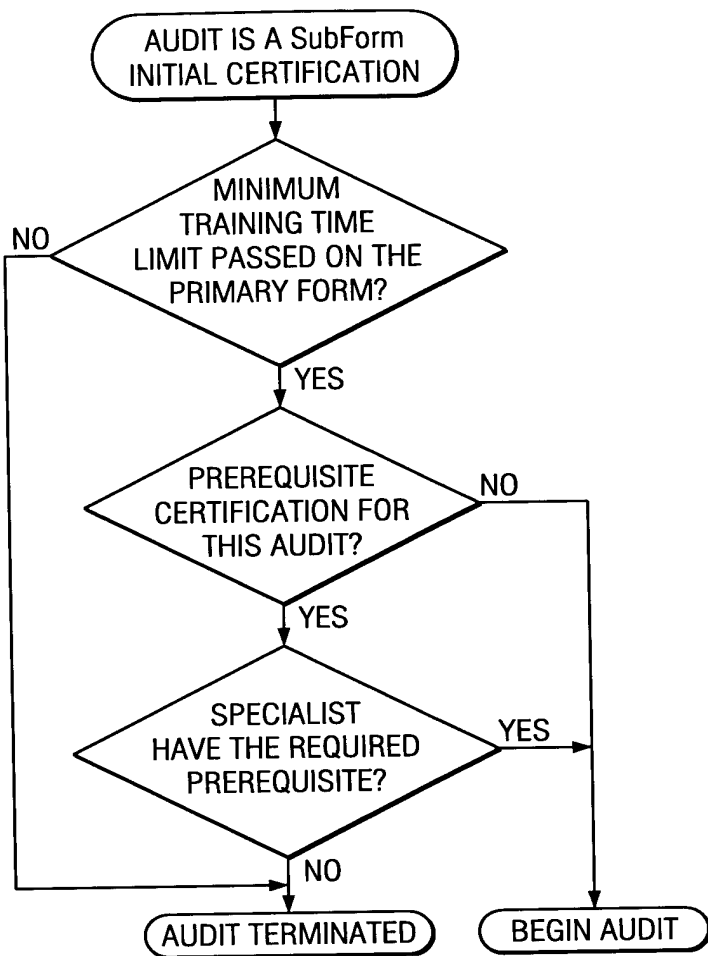 AUDIT IS A SubForm
INITIAL CERTIFICATION
MINIMUM
TRAINING TIME
LIMIT PASSED ON THE
PRIMARY FORM?
NO
YES
PREREQUISITE
CERTIFICATION FOR
THIS AUDIT?
NO
YES
SPECIALIST
HAVE THE REQUIRED
PREREQUISITE?
YES
NO
AUDIT TERMINATED
BEGIN AUDIT